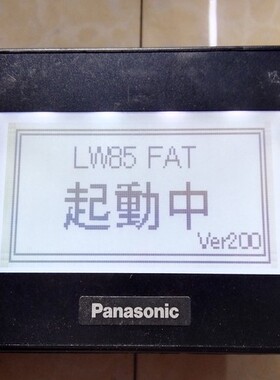 LW85 FAT
起動中
Ver200
Panasonic